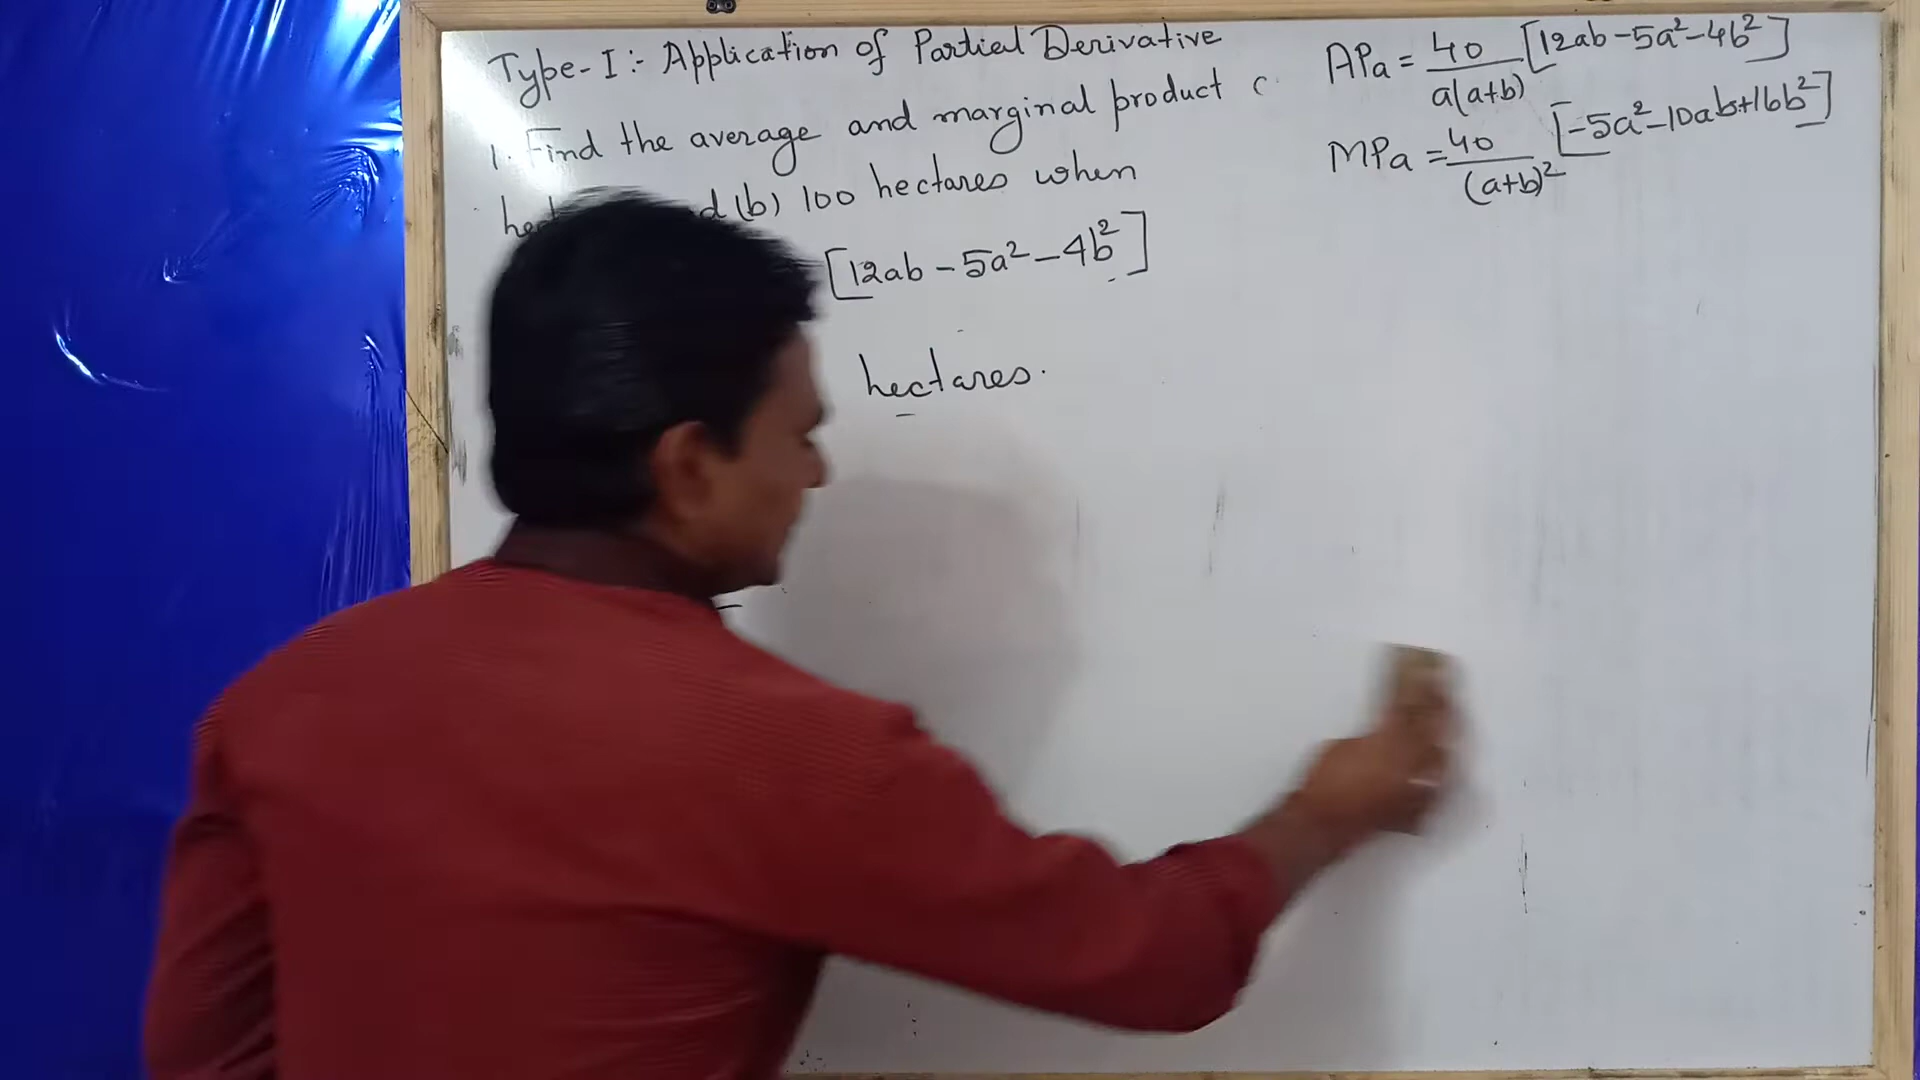 Type-I:- Application of Partial Derivative
1. Find the average and marginal product
(b) 100 hectares when
[12ab - 5a² - 4b²]
hectares.
APa = 40/a(a+b) [12ab - 5a² - 4b²]
MPa = 40/(a+b)² [-5a² - 10ab + 16b²]